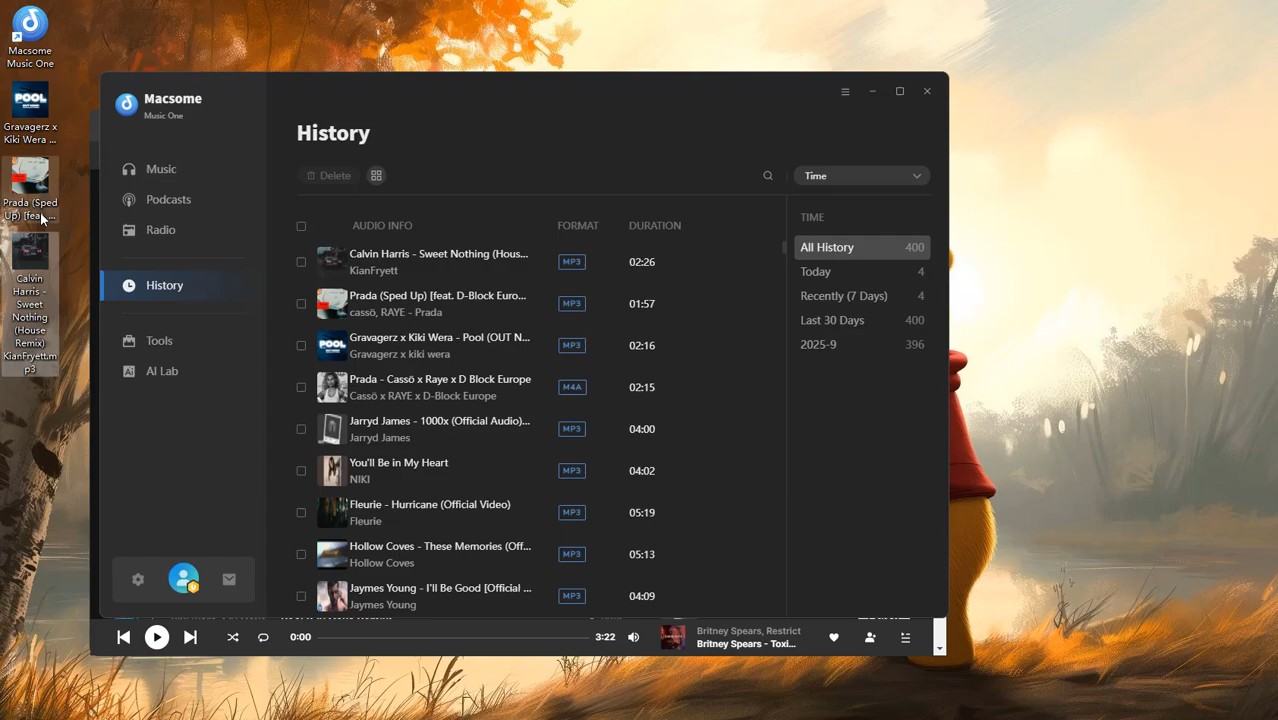 Macsome
Music One
POOL
Gravagerz x
Kiki Wera ...
Prada (Sped
Up) [fea...
Calvin
Harris -
Sweet
Nothing
(House
Remix)
KianFryett.m
p3
Macsome
Music One
Music
Podcasts
Radio
History
Tools
AI Lab
History
Delete
Time
AUDIO INFO
FORMAT
DURATION
Calvin Harris - Sweet Nothing (Hous...
KianFryett
MP3
02:26
Prada (Sped Up) [feat. D-Block Euro...
cassö, RAYE - Prada
MP3
01:57
POOL
Gravagerz x Kiki Wera - Pool (OUT N...
Gravagerz x kiki wera
MP3
02:16
Prada - Cassö x Raye x D Block Europe
Cassö x RAYE x D-Block Europe
M4A
02:15
Jarryd James - 1000x (Official Audio)...
Jarryd James
MP3
04:00
You'll Be in My Heart
NIKI
MP3
04:02
Fleurie - Hurricane (Official Video)
Fleurie
MP3
05:19
Hollow Coves - These Memories (Off...
Hollow Coves
MP3
05:13
Jaymes Young - I'll Be Good [Official ...
Jaymes Young
MP3
04:09
TIME
All History 400
Today 4
Recently (7 Days) 4
Last 30 Days 400
2025-9 396
0:00
3:22
Britney Spears, Restrict
Britney Spears - Toxi...